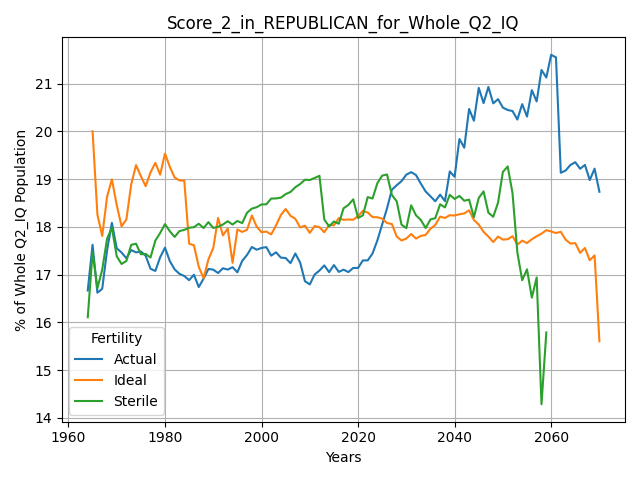 Score_2_in_REPUBLICAN_for_Whole_Q2_IQ
% of Whole Q2_IQ Population
21
20
19
18
17
16
15
14
Fertility
Actual
Ideal
Sterile
1960 1980 2000 2020 2040 2060
Years